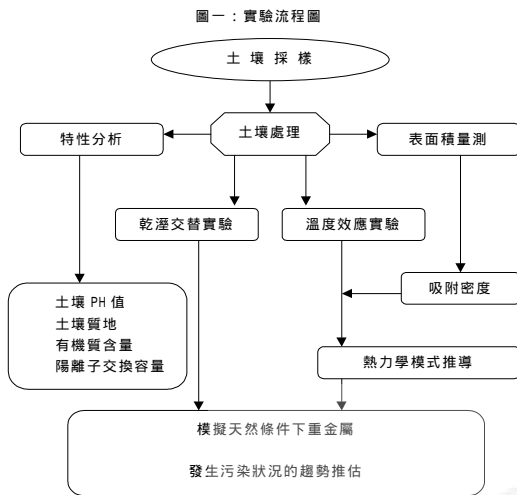 圖一：實驗流程圖
土 壤 採 樣
特性分析
土壤處理
表面積量測
乾溼交替實驗
溫度效應實驗
土壤 PH 值
土壤質地
有機質含量
陽離子交換容量
吸附密度
熱力學模式推導
模擬天然條件下重金屬
發生污染狀況的趨勢推估